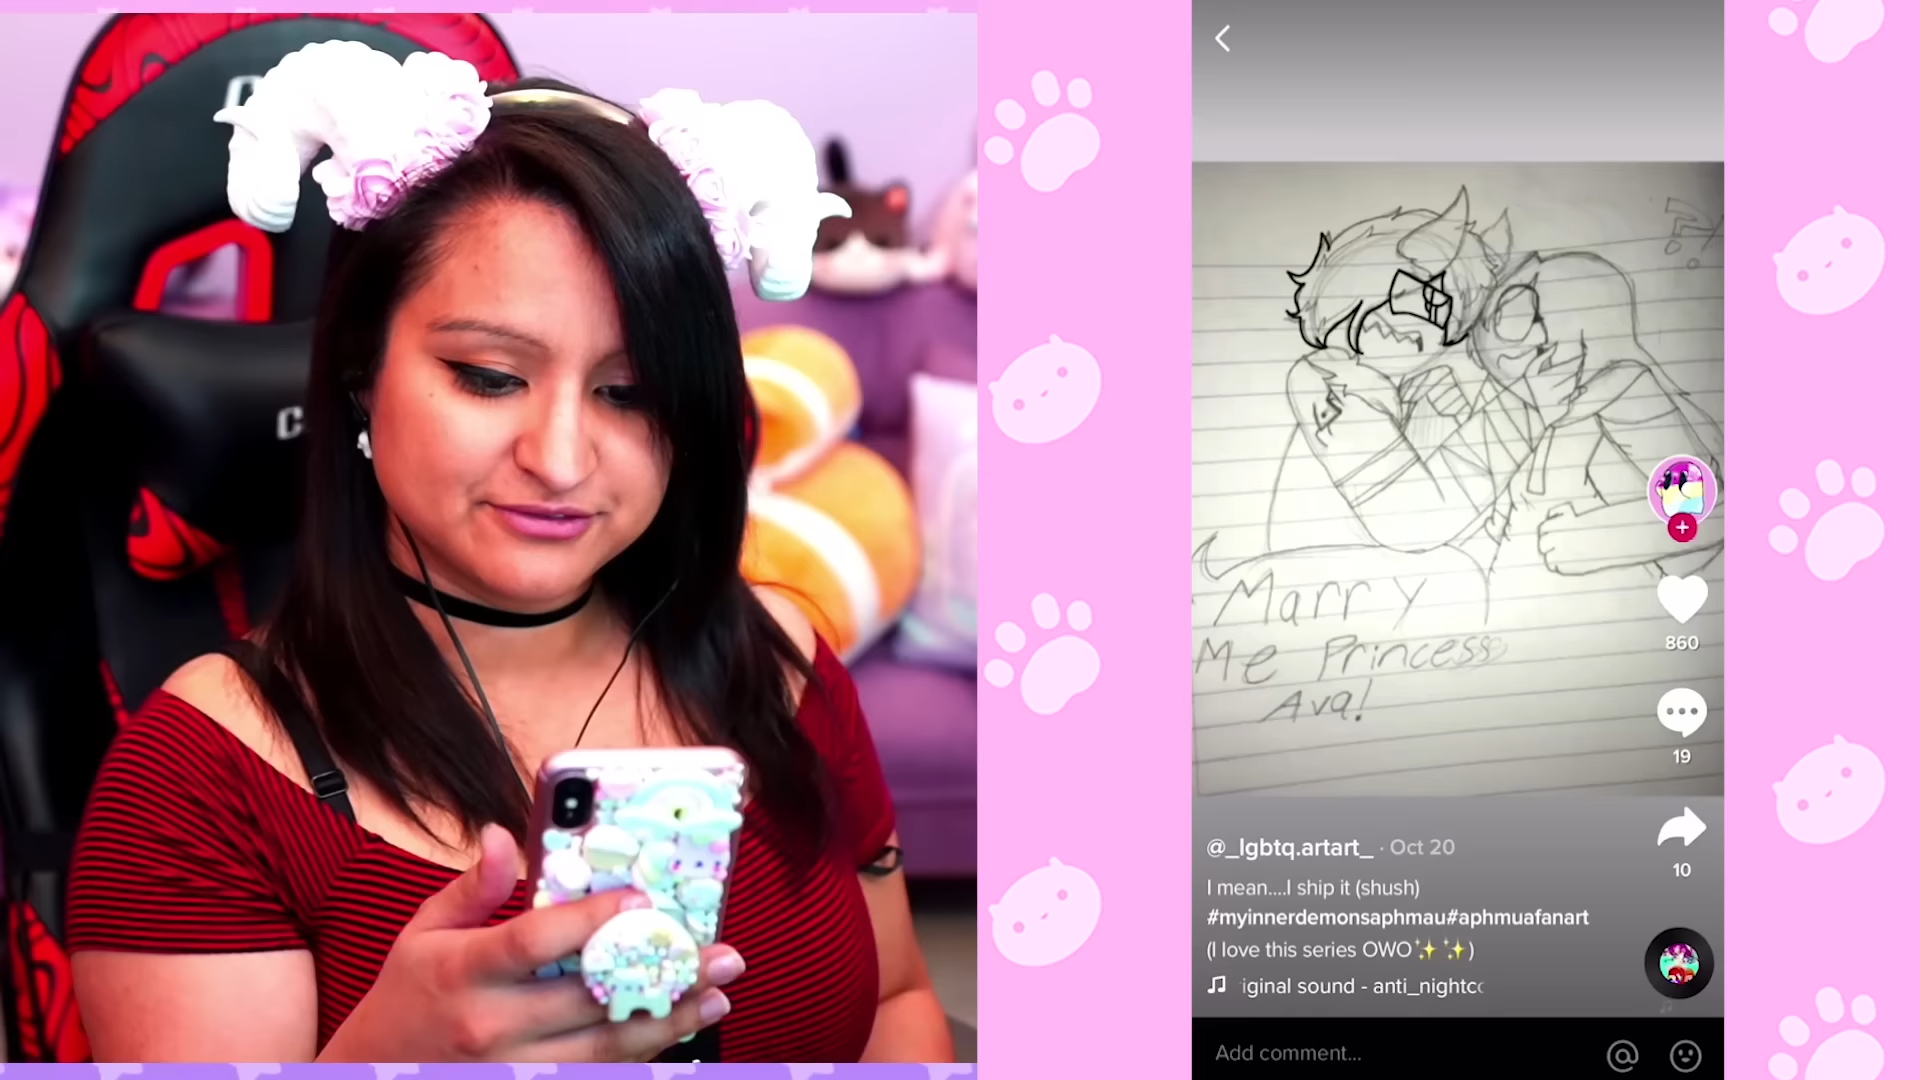 C
C
?!
Marry
Me Princess
Ava!
860
19
10
@_lgbtq.artart_ · Oct 20
I mean....I ship it (shush)
#myinnerdemonsaphmau#aphmuafanart
(I love this series OWO✨✨)
iginal sound - anti_nightc
Add comment...